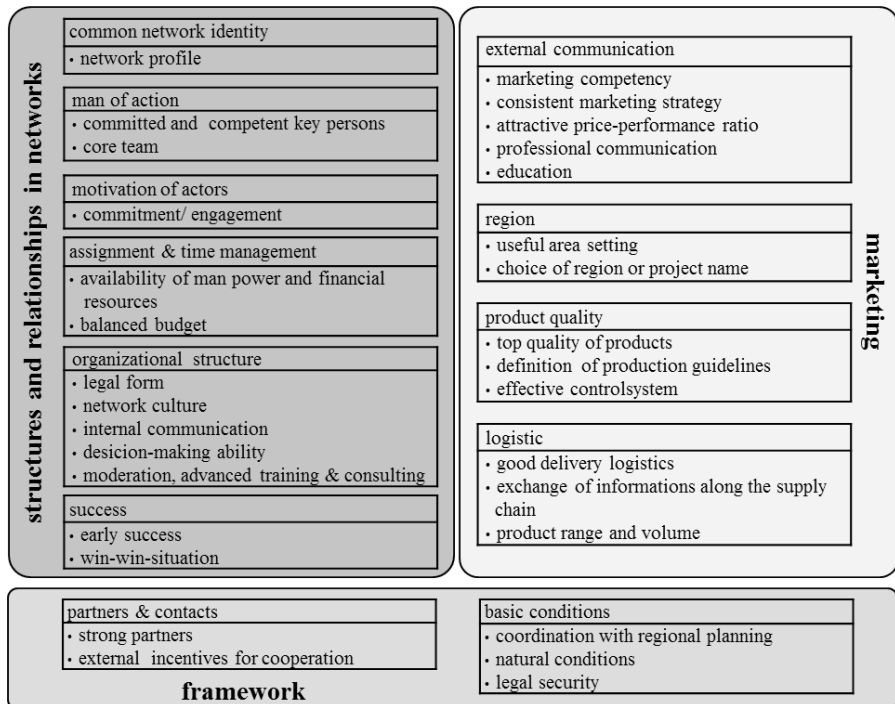 structures and relationships in networks
common network identity
• network profile
man of action
• committed and competent key persons
• core team
motivation of actors
• commitment/ engagement
assignment & time management
• availability of man power and financial
resources
• balanced budget
organizational structure
• legal form
• network culture
• internal communication
• desicion-making ability
• moderation, advanced training & consulting
success
• early success
• win-win-situation
marketing
external communication
• marketing competency
• consistent marketing strategy
• attractive price-performance ratio
• professional communication
• education
region
• useful area setting
• choice of region or project name
product quality
• top quality of products
• definition of production guidelines
• effective controlsystem
logistic
• good delivery logistics
• exchange of informations along the supply
chain
• product range and volume
partners & contacts
• strong partners
• external incentives for cooperation
framework
basic conditions
• coordination with regional planning
• natural conditions
• legal security